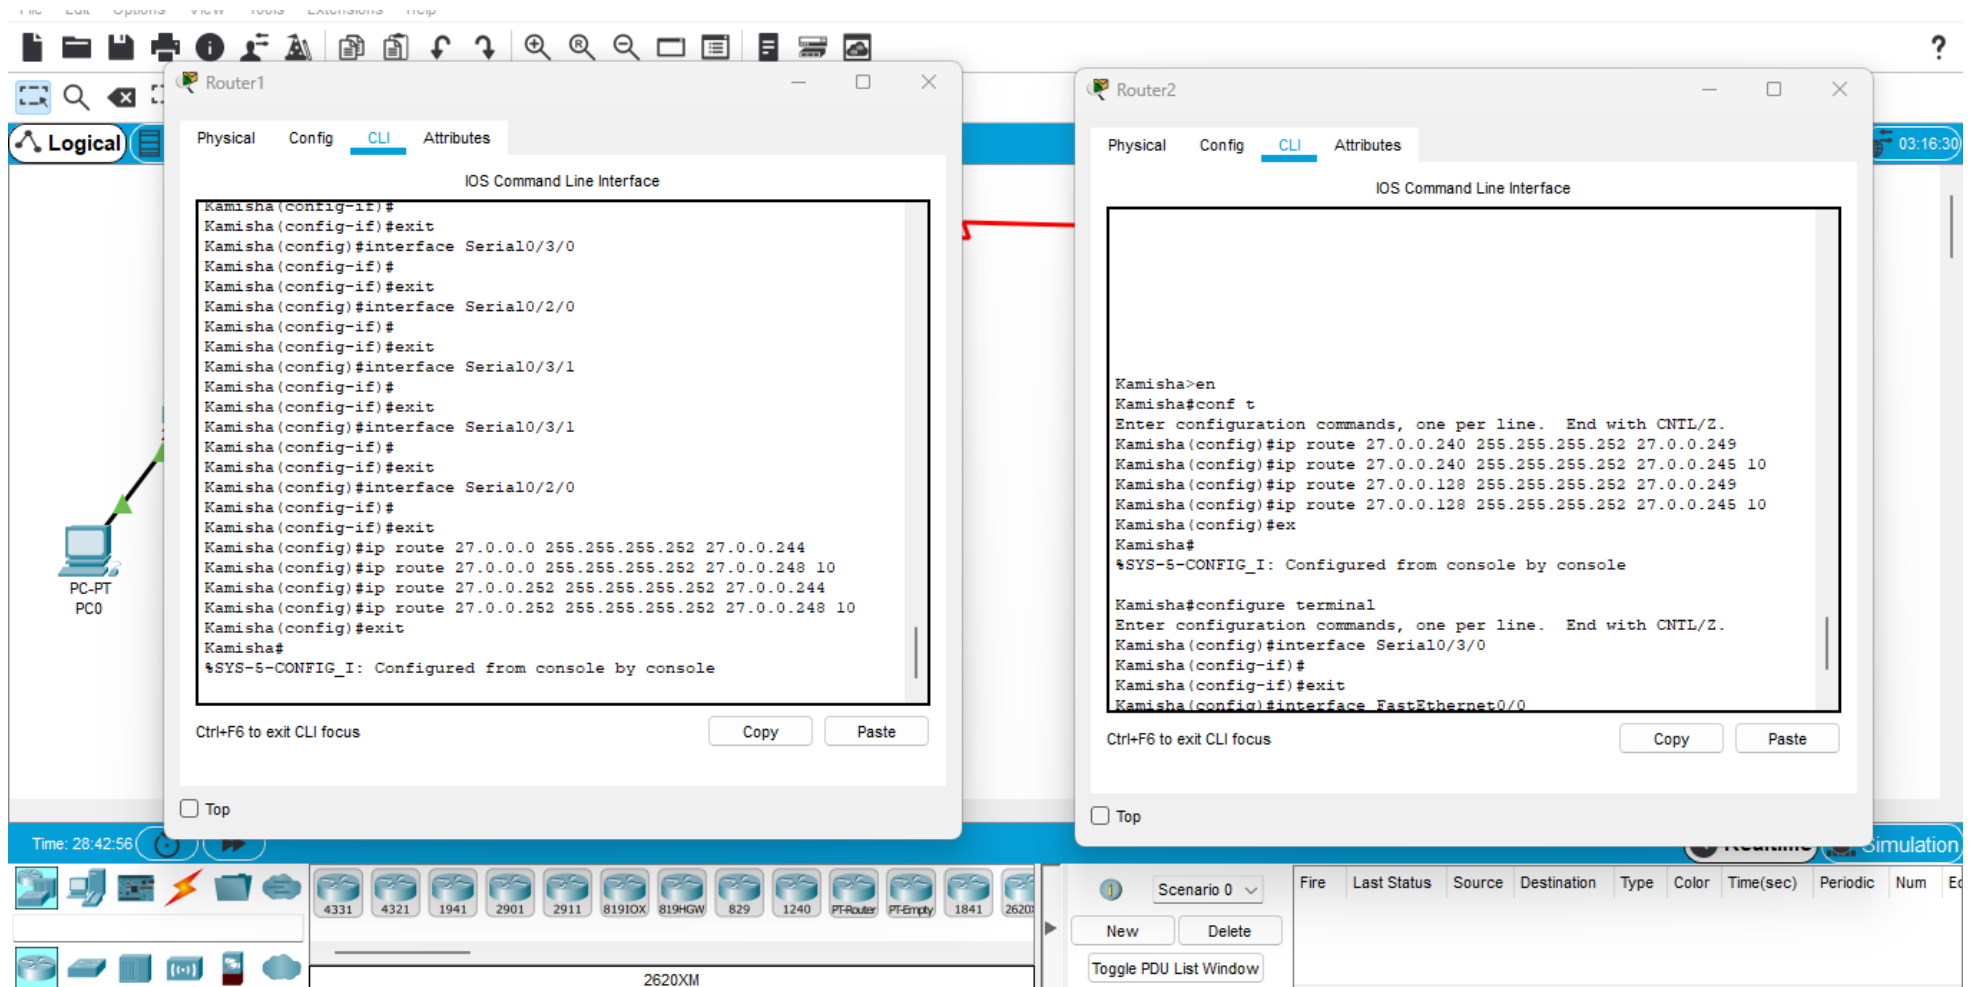 File Edit Options View Tools Extensions Help
?
Router1
Physical Config CLI Attributes
IOS Command Line Interface
Kamisha(config-if)#
Kamisha(config-if)#exit
Kamisha(config)#interface Serial0/3/0
Kamisha(config-if)#
Kamisha(config-if)#exit
Kamisha(config)#interface Serial0/2/0
Kamisha(config-if)#
Kamisha(config-if)#exit
Kamisha(config)#interface Serial0/3/1
Kamisha(config-if)#
Kamisha(config-if)#exit
Kamisha(config)#interface Serial0/3/1
Kamisha(config-if)#
Kamisha(config-if)#exit
Kamisha(config)#interface Serial0/2/0
Kamisha(config-if)#
Kamisha(config-if)#exit
Kamisha(config)#ip route 27.0.0.0 255.255.255.252 27.0.0.244
Kamisha(config)#ip route 27.0.0.0 255.255.255.252 27.0.0.248 10
Kamisha(config)#ip route 27.0.0.252 255.255.255.252 27.0.0.244
Kamisha(config)#ip route 27.0.0.252 255.255.255.252 27.0.0.248 10
Kamisha(config)#exit
Kamisha#
%SYS-5-CONFIG_I: Configured from console by console
Ctrl+F6 to exit CLI focus
Copy Paste
Top
Router2
Physical Config CLI Attributes
IOS Command Line Interface
Kamisha>en
Kamisha#conf t
Enter configuration commands, one per line. End with CNTL/Z.
Kamisha(config)#ip route 27.0.0.240 255.255.255.252 27.0.0.249
Kamisha(config)#ip route 27.0.0.240 255.255.255.252 27.0.0.245 10
Kamisha(config)#ip route 27.0.0.128 255.255.255.252 27.0.0.249
Kamisha(config)#ip route 27.0.0.128 255.255.255.252 27.0.0.245 10
Kamisha(config)#ex
Kamisha#
%SYS-5-CONFIG_I: Configured from console by console
Kamisha#configure terminal
Enter configuration commands, one per line. End with CNTL/Z.
Kamisha(config)#interface Serial0/3/0
Kamisha(config-if)#
Kamisha(config-if)#exit
Kamisha(config)#interface FastEthernet0/0
Ctrl+F6 to exit CLI focus
Copy Paste
Top
Logical
03:16:30
PC-PT
PC0
Time: 28:42:56
Realtime
Simulation
4331 4321 1941 2901 2911 819IOX 819HGW 829 1240 PT-Router PT-Empty 1841
2620XM
Scenario 0
New Delete
Toggle PDU List Window
Fire Last Status Source Destination Type Color Time(sec) Periodic Num